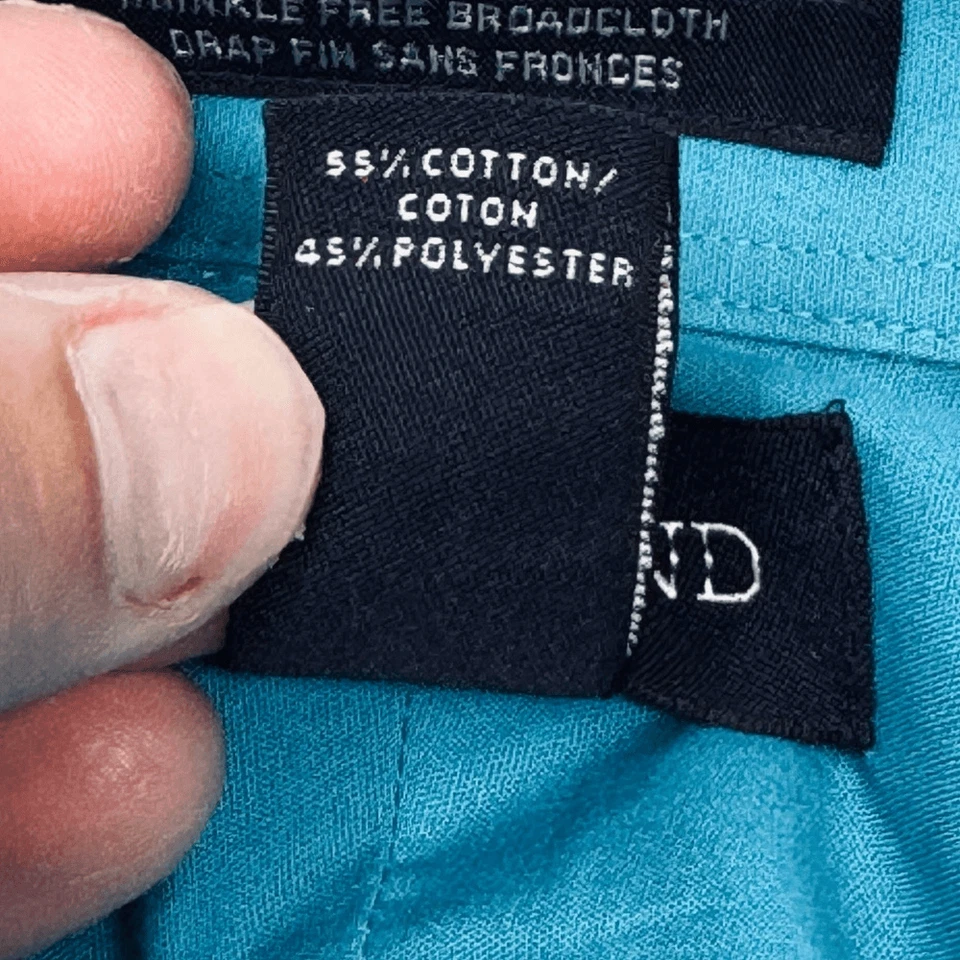 WRINKLE FREE BROADCLOTH
DRAP FIN SANS FRONCES
55% COTTON/
COTON
45% POLYESTER
ND